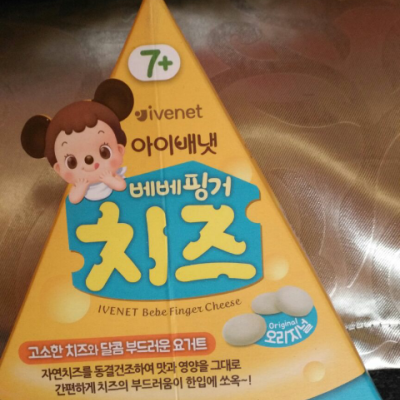 7+
ivenet
아이배냇
베베핑거
치즈
IVENET Bebe Finger Cheese
Original
오리지널
고소한 치즈와 달콤 부드러운 요거트
자연치즈를 동결건조하여 맛과 영양을 그대로
간편하게 치즈의 부드러움이 한입에 쏘옥~!